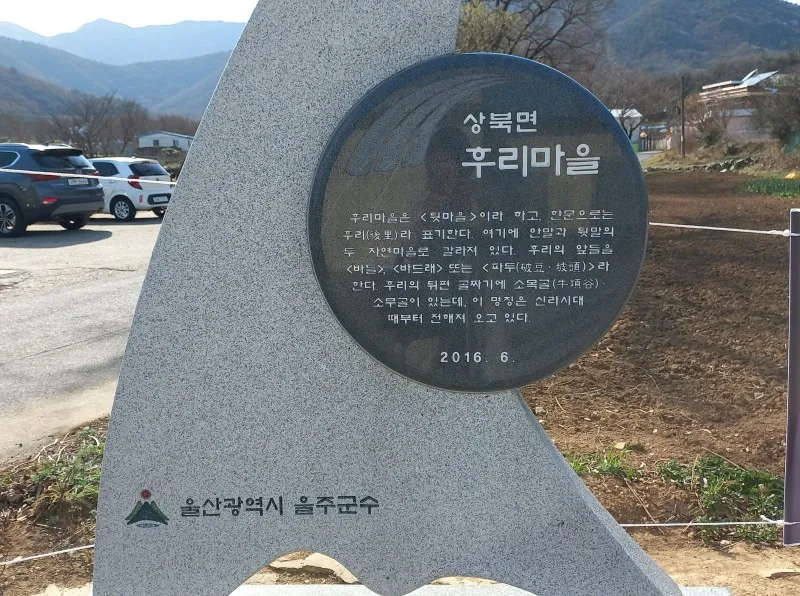 상북면
후리마을
후리마을은 <뒷마을>이라 하고, 한문으로는
후리(後里)라 표기한다. 여기에 안말과 뒷말의
두 자연마을로 갈라져 있다. 후리의 앞들을
<바들>, <바드래> 또는 <파두(破豆·坡頭)>라
한다. 후리의 뒤편 골짜기에 소목골(牛項谷)·
소무골이 있는데, 이 명칭은 신라시대
때부터 전해져 오고 있다.
2016. 6.
울산광역시 울주군수